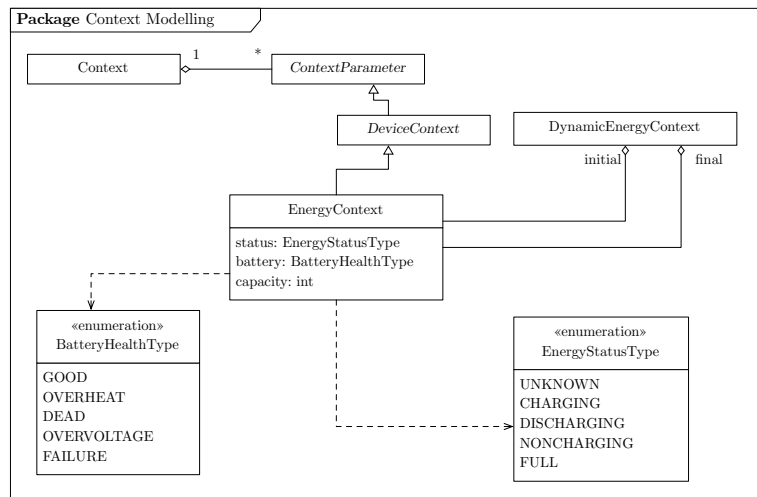 Package Context Modelling
Context
1
*
ContextParameter
DeviceContext
DynamicEnergyContext
initial
final
EnergyContext
status: EnergyStatusType
battery: BatteryHealthType
capacity: int
«enumeration»
BatteryHealthType
GOOD
OVERHEAT
DEAD
OVERVOLTAGE
FAILURE
«enumeration»
EnergyStatusType
UNKNOWN
CHARGING
DISCHARGING
NONCHARGING
FULL